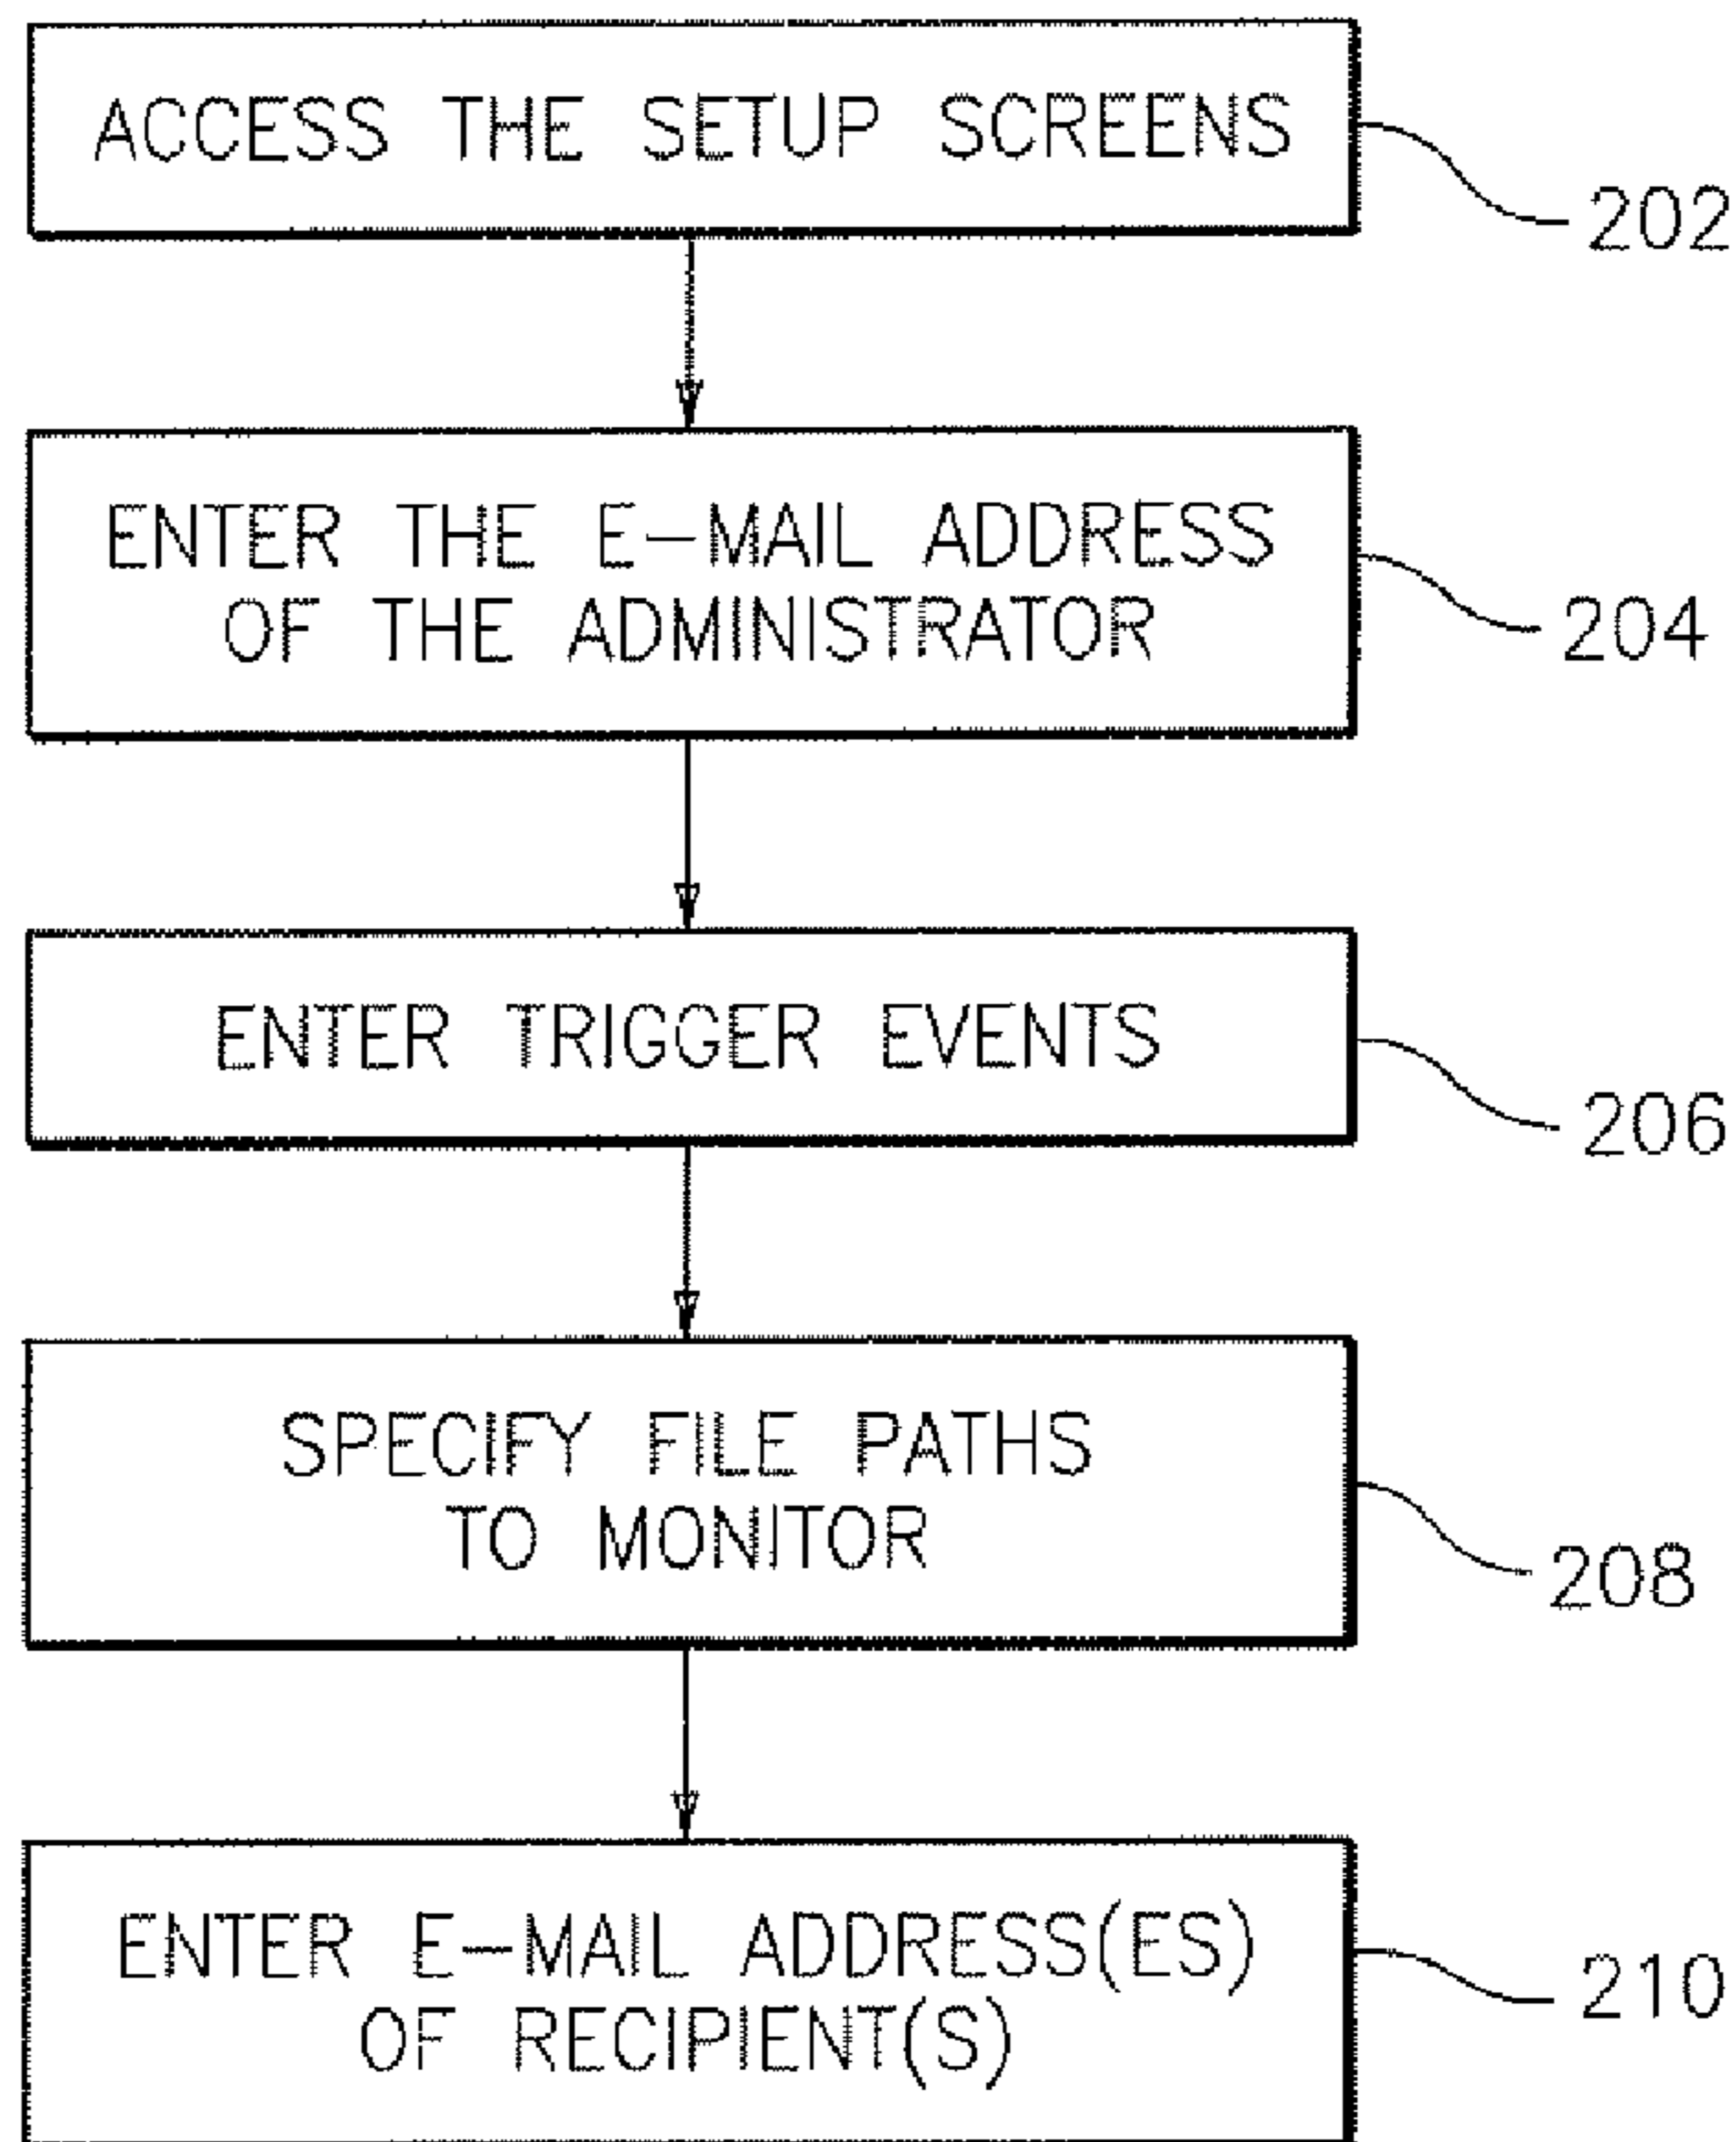 ACCESS THE SETUP SCREENS
202
ENTER THE E-MAIL ADDRESS
OF THE ADMINISTRATOR
204
ENTER TRIGGER EVENTS
206
SPECIFY FILE PATHS
TO MONITOR
208
ENTER E-MAIL ADDRESS(ES)
OF RECIPIENT(S)
210